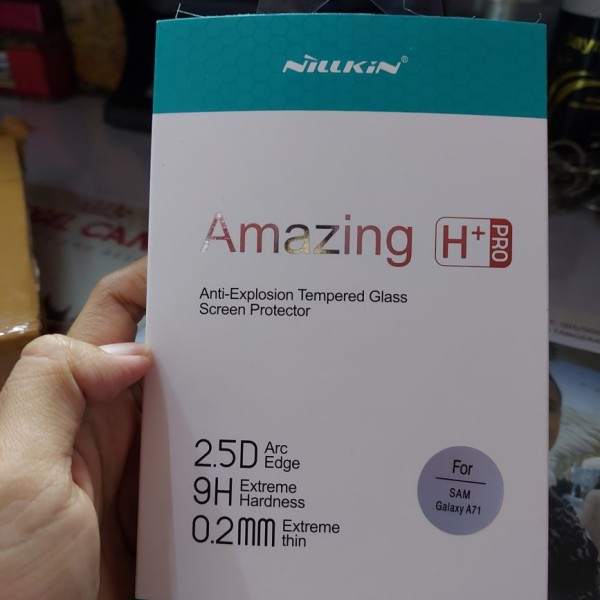 NiLLKiN®
Amazing H+ PRO
Anti-Explosion Tempered Glass
Screen Protector
2.5D Arc
Edge
9H Extreme
Hardness
0.2mm Extreme
thin
For
SAM
Galaxy A71